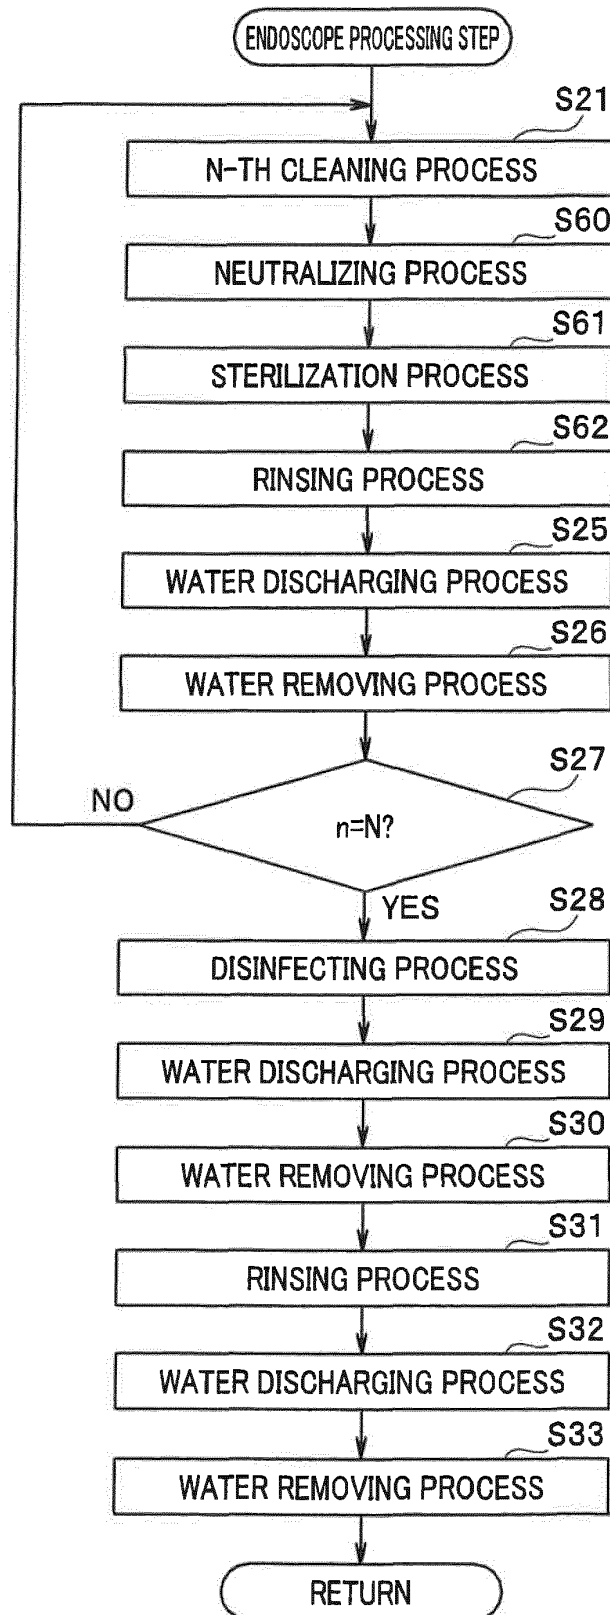 ENDOSCOPE PROCESSING STEP
S21
N-TH CLEANING PROCESS
S60
NEUTRALIZING PROCESS
S61
STERILIZATION PROCESS
S62
RINSING PROCESS
S25
WATER DISCHARGING PROCESS
S26
WATER REMOVING PROCESS
S27
NO
n=N?
YES
S28
DISINFECTING PROCESS
S29
WATER DISCHARGING PROCESS
S30
WATER REMOVING PROCESS
S31
RINSING PROCESS
S32
WATER DISCHARGING PROCESS
S33
WATER REMOVING PROCESS
RETURN